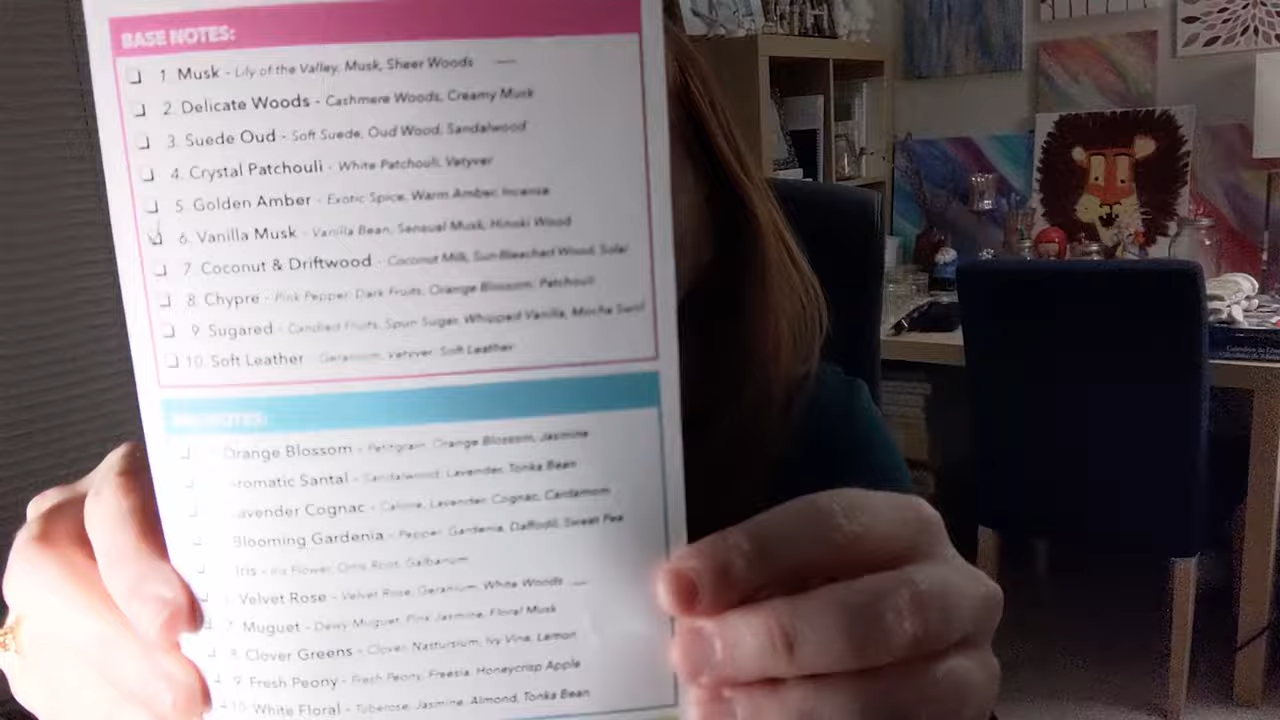 BASE NOTES:
1. Musk - Lily of the Valley, Musk, Sheer Woods
2. Delicate Woods - Cashmere Woods, Creamy Musk
3. Suede Oud - Soft Suede, Oud Wood, Sandalwood
4. Crystal Patchouli - White Patchouli, Vetyver
5. Golden Amber - Exotic Spice, Warm Amber, Incense
6. Vanilla Musk - Vanilla Bean, Sensual Musk, Hinoki Wood
7. Coconut & Driftwood - Coconut Milk, Sun-Bleached Wood, Solar
8. Chypre - Pink Pepper, Dark Fruits, Orange Blossom, Patchouli
9. Sugared - Candied Fruits, Spun Sugar, Whipped Vanilla, Mocha Swirl
10. Soft Leather - Geranium, Vetyver, Soft Leather
NOTES:
Orange Blossom - Petitgrain, Orange Blossom, Jasmine
romatic Santal - Sandalwood, Lavender, Tonka Bean
avender Cognac - Calone, Lavender, Cognac, Cardamom
Blooming Gardenia - Pepper, Gardenia, Daffodil, Sweet Pea
Iris - Iris Flower, Orris Root, Galbanum
Velvet Rose - Velvet Rose, Geranium, White Woods
7. Muguet - Dewy Muguet, Pink Jasmine, Floral Musk
8. Clover Greens - Clover, Nasturtium, Ivy Vine, Lemon
9. Fresh Peony - Fresh Peony, Freesia, Honeycrisp Apple
10. White Floral - Tuberose, Jasmine, Almond, Tonka Bean